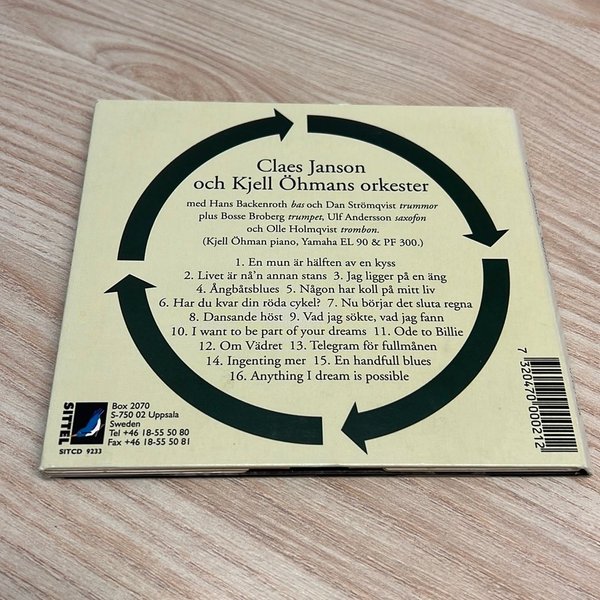 Claes Janson
och Kjell Öhmans orkester
med Hans Backenroth bas och Dan Strömqvist trummor
plus Bosse Broberg trumpet, Ulf Andersson saxofon
och Olle Holmqvist trombon.
(Kjell Öhman piano, Yamaha EL 90 & PF 300.)
1. En mun är hälften av en kyss
2. Livet är nå'n annan stans 3. Jag ligger på en äng
4. Ångbåtsblues 5. Någon har koll på mitt liv
6. Har du kvar din röda cykel? 7. Nu börjar det sluta regna
8. Dansande höst 9. Vad jag sökte, vad jag fann
10. I want to be part of your dreams 11. Ode to Billie
12. Om Vädret 13. Telegram för fullmånen
14. Ingenting mer 15. En handfull blues
16. Anything I dream is possible
SITTEL
SITCD 9233
Box 2070
S-750 02 Uppsala
Sweden
Tel +46 18-55 50 80
Fax +46 18-55 50 81
7 320470 000212